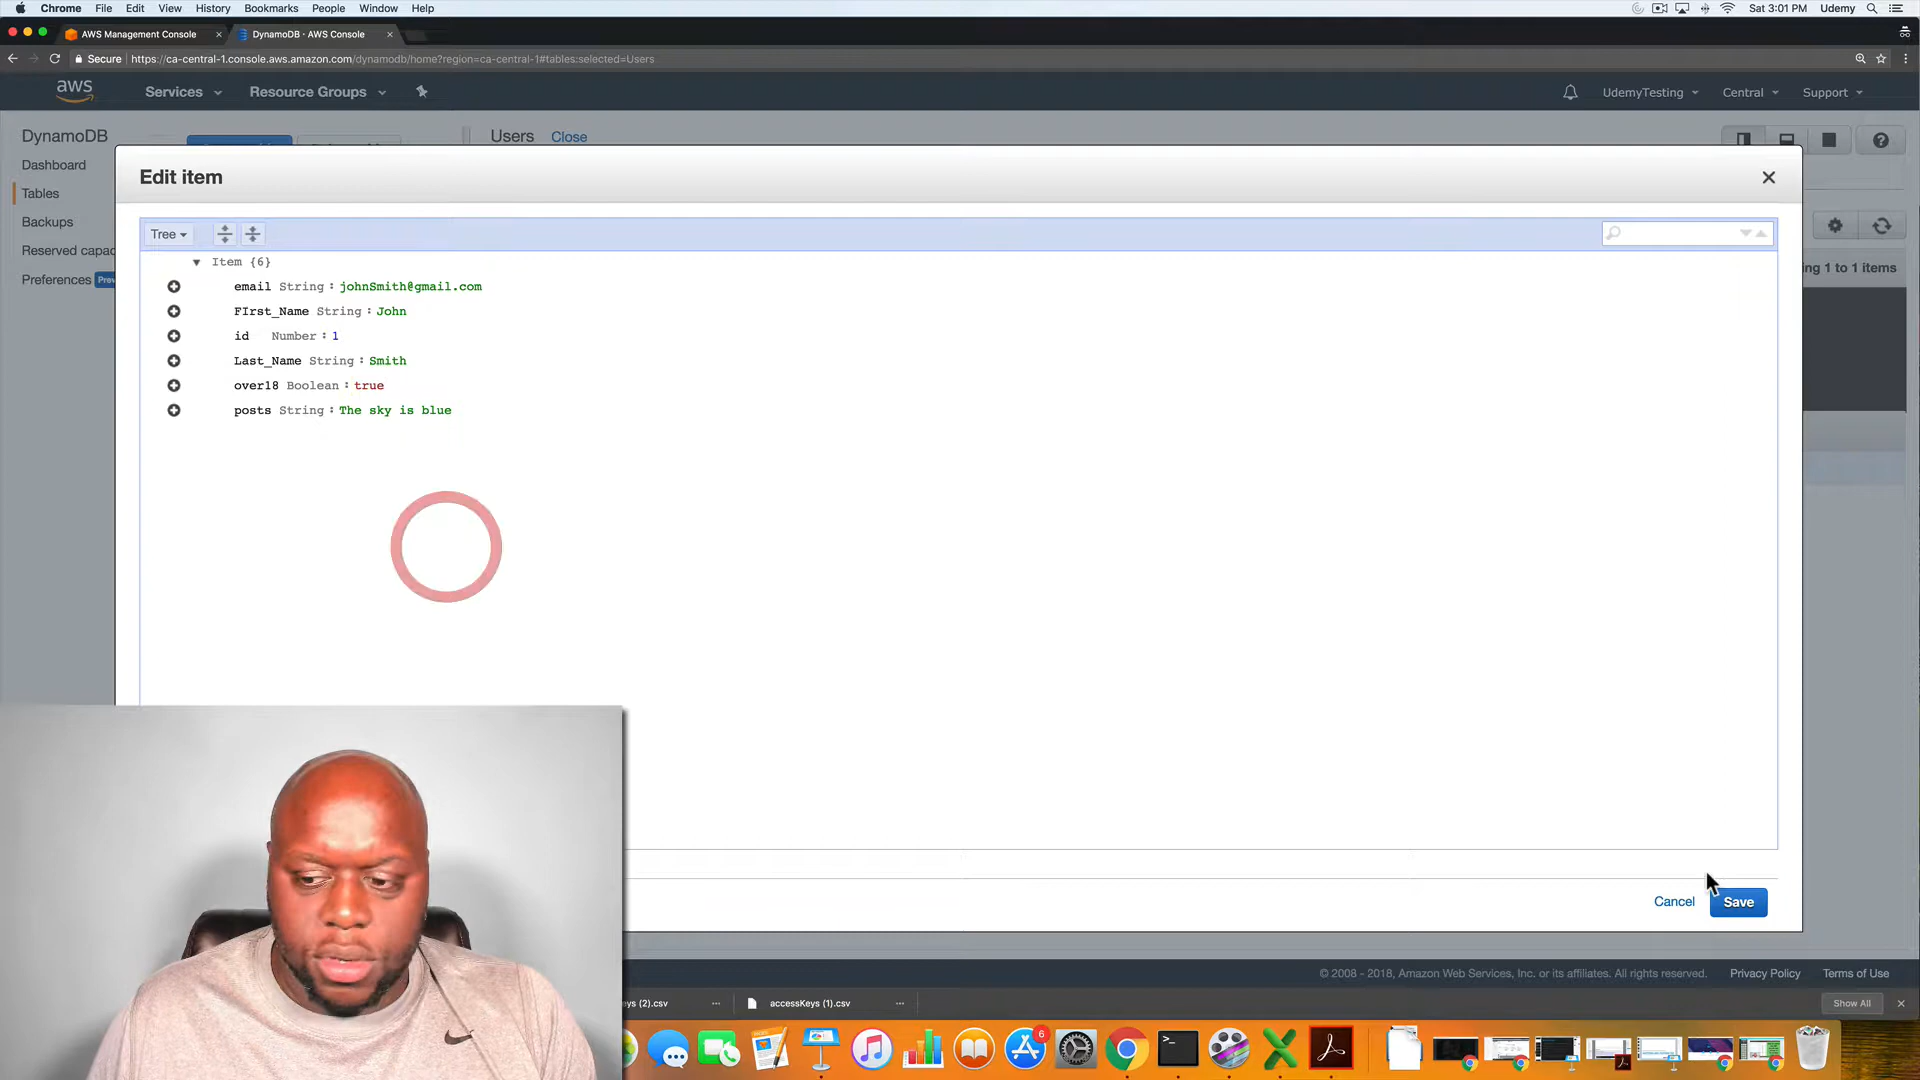 Chrome File Edit View History Bookmarks People Window Help Sat 3:01 PM Udemy
AWS Management Console × DynamoDB · AWS Console ×
Secure https://ca-central-1.console.aws.amazon.com/dynamodb/home?region=ca-central-1#tables:selected=Users
aws Services Resource Groups UdemyTesting Central Support
DynamoDB
Users Close
Dashboard
Tables
Backups
Reserved capac
Preferences Prev
ng 1 to 1 items
Edit item
Tree
Item {6}
email String : johnSmith@gmail.com
FIrst_Name String : John
id Number : 1
Last_Name String : Smith
over18 Boolean : true
posts String : The sky is blue
Cancel Save
© 2008 - 2018, Amazon Web Services, Inc. or its affiliates. All rights reserved. Privacy Policy Terms of Use
ys (2).csv accessKeys (1).csv Show All
6